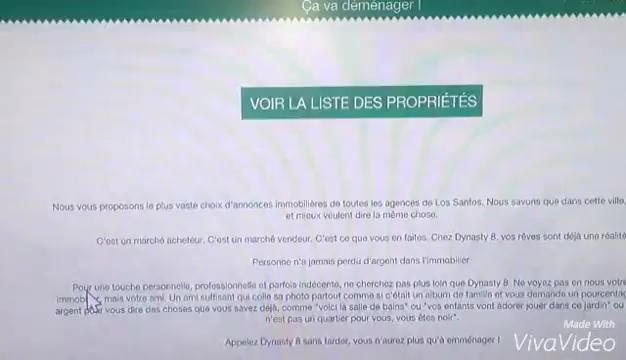 Ça va déménager !
VOIR LA LISTE DES PROPRIÉTÉS
Nous vous proposons le plus vaste choix d'annonces immobilières de toutes les agences de Los Santos. Nous savons que dans cette ville,
et mieux veulent dire la même chose.
C'est un marché acheteur. C'est un marché vendeur. C'est ce que vous en faites. Chez Dynasty 8, vos rêves sont déjà une réalité
Personne n'a jamais perdu d'argent dans l'immobilier
Pour une touche personnelle, professionnelle et parfois indécente, ne cherchez pas plus loin que Dynasty 8. Ne voyez pas en nous votre
immob mais votre ami. Un ami suffisant qui colle sa photo partout comme si c'était un album de famille et vous demande un pourcentag
argent pour vous dire des choses que vous savez déjà, comme "voici la salle de bains" ou "vos enfants vont adorer jouer dans ce jardin" ou
n'est pas un quartier pour vous, vous êtes noir".
Appelez Dynasty 8 sans tarder, vous n'aurez plus qu'à emménager !
Made With
VivaVideo